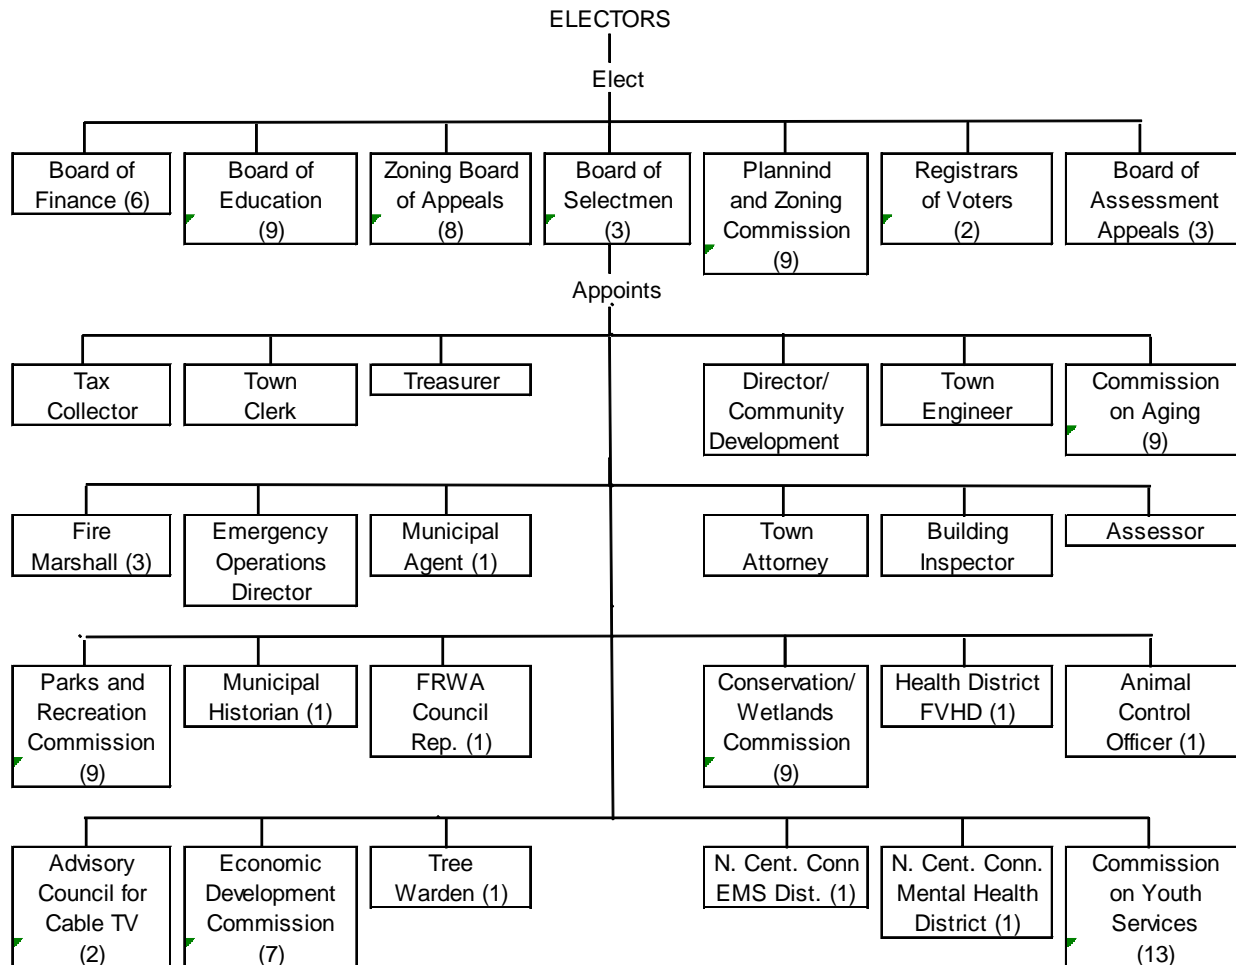 ELECTORS
Elect
Board of
Finance (6)
Board of
Education
(9)
Zoning Board
of Appeals
(8)
Board of
Selectmen
(3)
Plannind
and Zoning
Commission
(9)
Registrars
of Voters
(2)
Board of
Assessment
Appeals (3)
Appoints
Tax
Collector
Town
Clerk
Treasurer
Director/
Community
Development
Town
Engineer
Commission
on Aging
(9)
Fire
Marshall (3)
Emergency
Operations
Director
Municipal
Agent (1)
Town
Attorney
Building
Inspector
Assessor
Parks and
Recreation
Commission
(9)
Municipal
Historian (1)
FRWA
Council
Rep. (1)
Conservation/
Wetlands
Commission
(9)
Health District
FVHD (1)
Animal
Control
Officer (1)
Advisory
Council for
Cable TV
(2)
Economic
Development
Commission
(7)
Tree
Warden (1)
N. Cent. Conn
EMS Dist. (1)
N. Cent. Conn.
Mental Health
District (1)
Commission
on Youth
Services
(13)